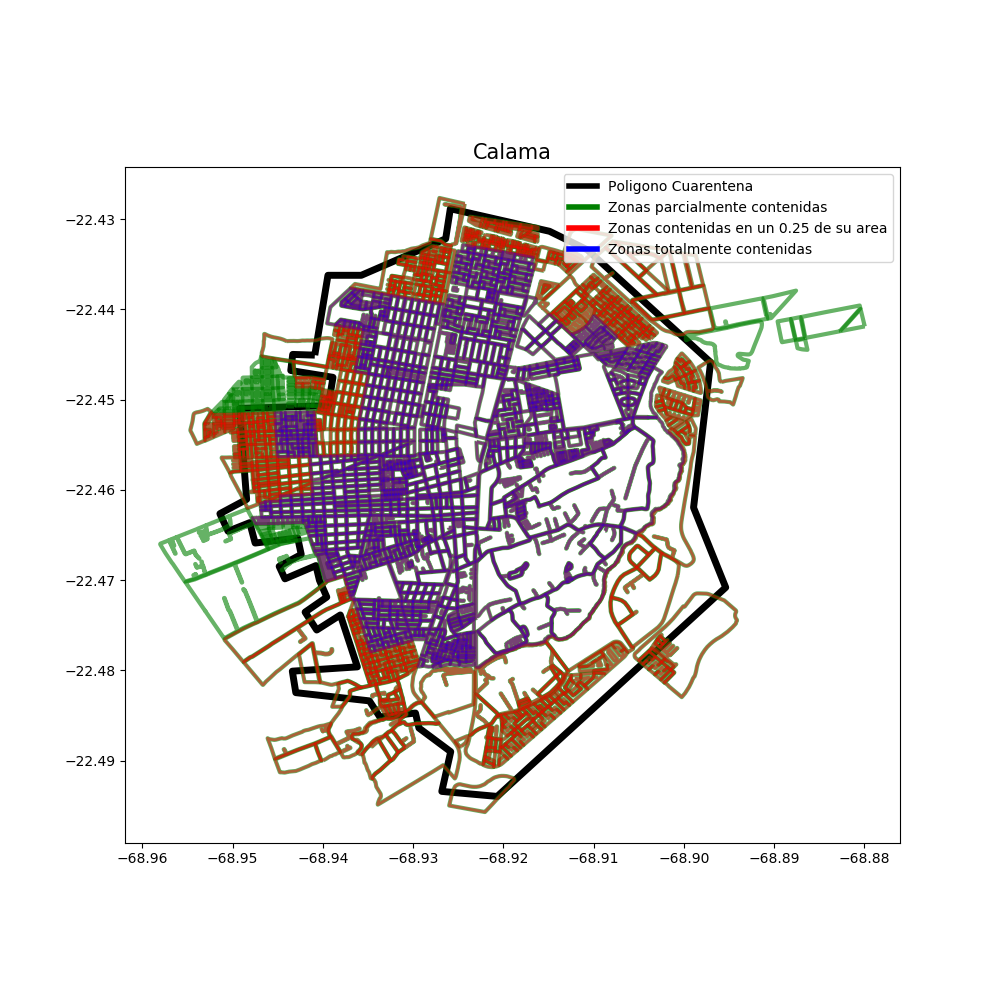 Calama
Poligono Cuarentena
Zonas parcialmente contenidas
Zonas contenidas en un 0.25 de su area
Zonas totalmente contenidas
−22.43
−22.44
−22.45
−22.46
−22.47
−22.48
−22.49
−68.96 −68.95 −68.94 −68.93 −68.92 −68.91 −68.90 −68.89 −68.88